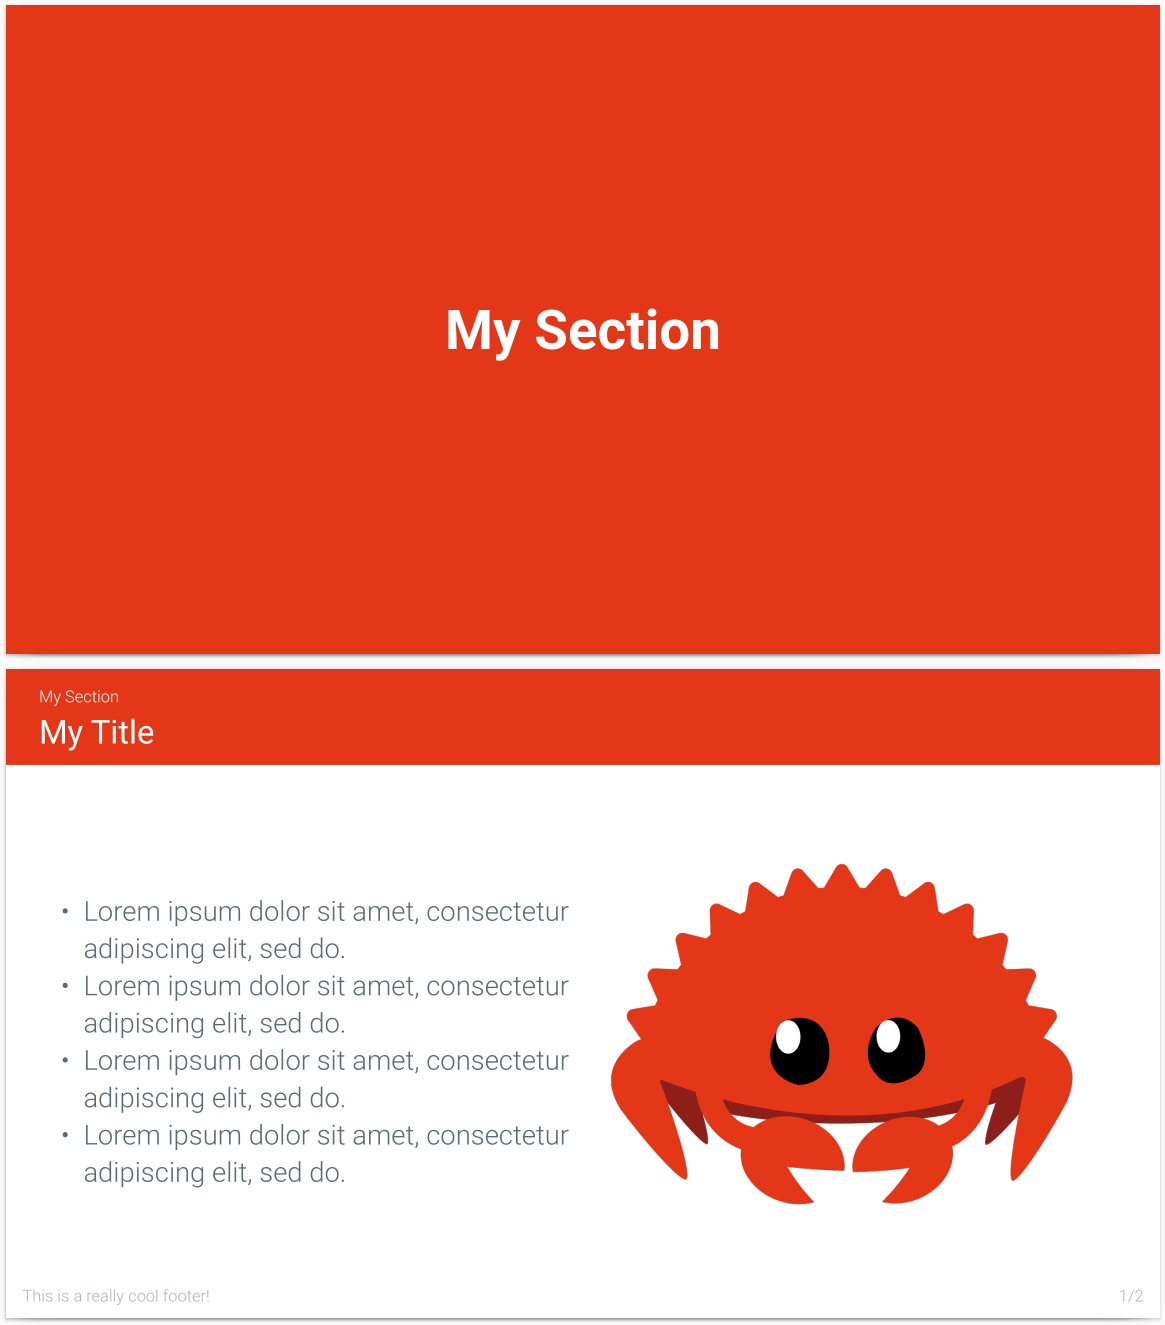 My Section
My Section
My Title
• Lorem ipsum dolor sit amet, consectetur
adipiscing elit, sed do.
• Lorem ipsum dolor sit amet, consectetur
adipiscing elit, sed do.
• Lorem ipsum dolor sit amet, consectetur
adipiscing elit, sed do.
• Lorem ipsum dolor sit amet, consectetur
adipiscing elit, sed do.
This is a really cool footer!
1/2